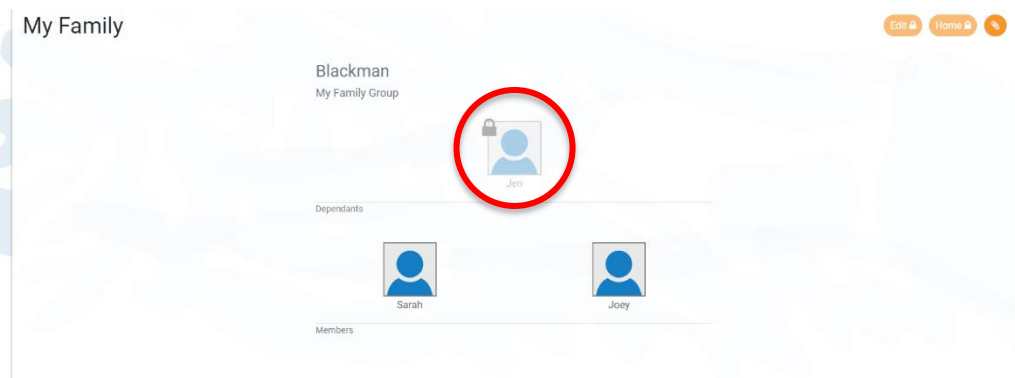 My Family
Edit Home
Blackman
My Family Group
Jen
Dependants
Sarah Joey
Members